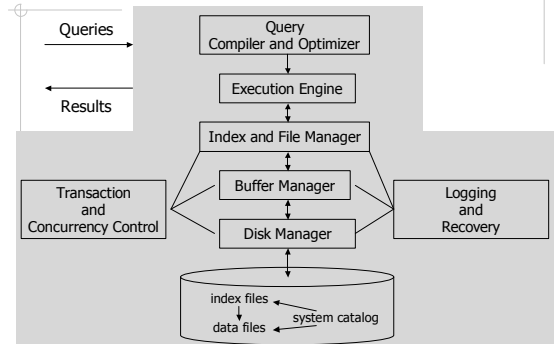 Queries
Results
Query
Compiler and Optimizer
Execution Engine
Index and File Manager
Buffer Manager
Disk Manager
Transaction
and
Concurrency Control
Logging
and
Recovery
index files
system catalog
data files